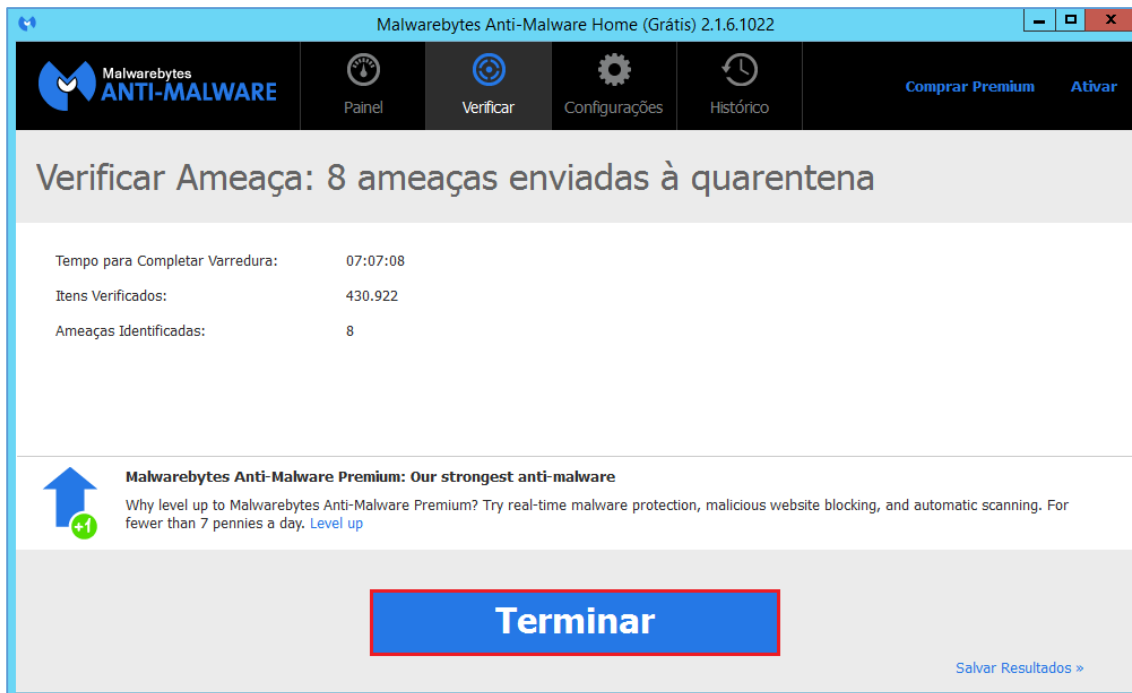 Malwarebytes Anti-Malware Home (Grátis) 2.1.6.1022
Malwarebytes
ANTI-MALWARE
Painel
Verificar
Configurações
Histórico
Comprar Premium
Ativar
Verificar Ameaça: 8 ameaças enviadas à quarentena
Tempo para Completar Varredura: 07:07:08
Itens Verificados: 430.922
Ameaças Identificadas: 8
Malwarebytes Anti-Malware Premium: Our strongest anti-malware
Why level up to Malwarebytes Anti-Malware Premium? Try real-time malware protection, malicious website blocking, and automatic scanning. For
fewer than 7 pennies a day. Level up
+1
Terminar
Salvar Resultados »